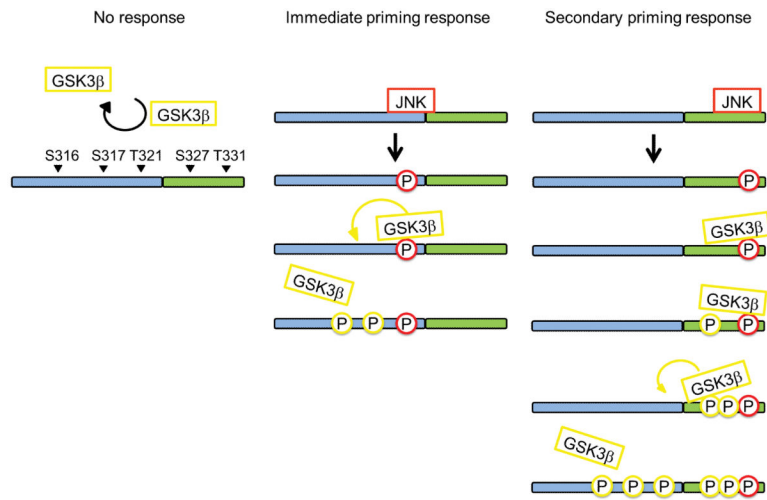 No response
GSK3β
GSK3β
S316 S317 T321 S327 T331
Immediate priming response
JNK
P
GSK3β
P
GSK3β
P P P
Secondary priming response
JNK
P
GSK3β
P
GSK3β
P P
GSK3β
P P P
GSK3β
P P P P P P